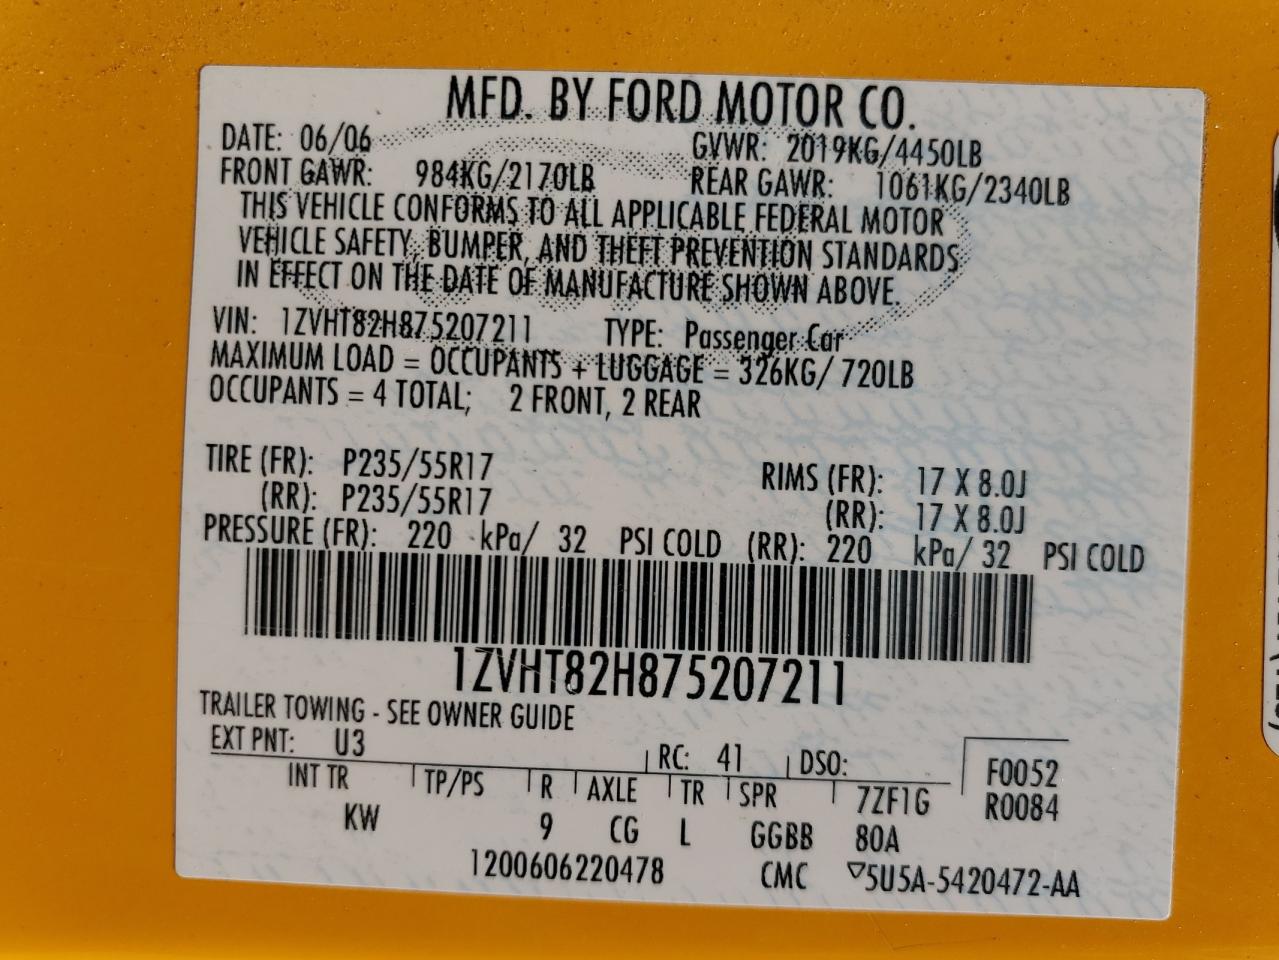 MFD. BY FORD MOTOR CO.
DATE: 06/06 GVWR: 2019KG/4450LB
FRONT GAWR: 984KG/2170LB REAR GAWR: 1061KG/2340LB
THIS VEHICLE CONFORMS TO ALL APPLICABLE FEDERAL MOTOR
VEHICLE SAFETY, BUMPER, AND THEFT PREVENTION STANDARDS
IN EFFECT ON THE DATE OF MANUFACTURE SHOWN ABOVE.
VIN: 1ZVHT82H875207211 TYPE: Passenger Car
MAXIMUM LOAD = OCCUPANTS + LUGGAGE = 326KG/ 720LB
OCCUPANTS = 4 TOTAL; 2 FRONT, 2 REAR
TIRE (FR): P235/55R17 RIMS (FR): 17 X 8.0J
(RR): P235/55R17 (RR): 17 X 8.0J
PRESSURE (FR): 220 kPa/ 32 PSI COLD (RR): 220 kPa/ 32 PSI COLD
1ZVHT82H875207211
TRAILER TOWING - SEE OWNER GUIDE
EXT PNT: U3 RC: 41 DSO: F0052
INT TR TP/PS R AXLE TR SPR 7ZF1G R0084
KW 9 CG L GGBB 80A
1200606220478 CMC ▽5U5A-5420472-AA